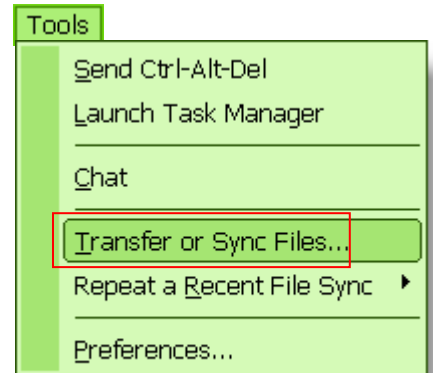 Tools
Send Ctrl-Alt-Del
Launch Task Manager
Chat
Transfer or Sync Files...
Repeat a Recent File Sync
Preferences...